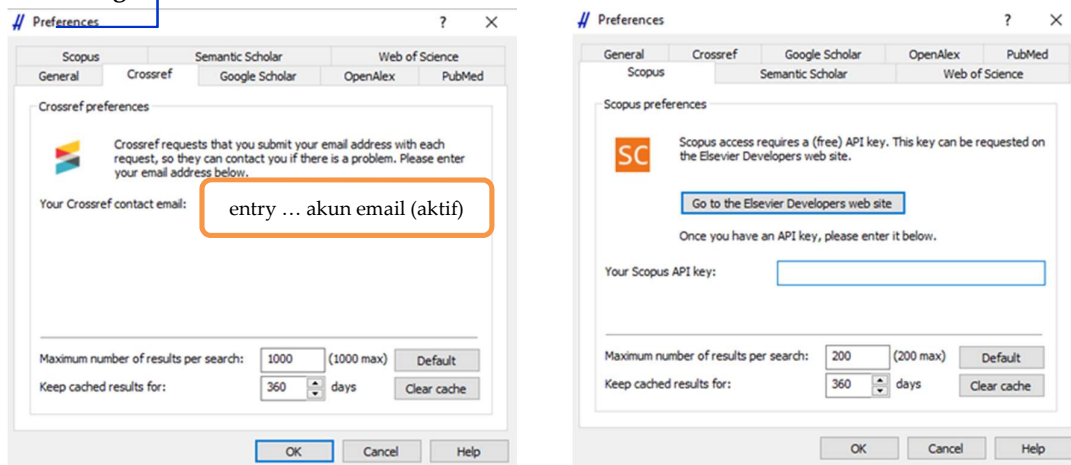 Preferences ? ×
Scopus Semantic Scholar Web of Science
General Crossref Google Scholar OpenAlex PubMed
Crossref preferences
Crossref requests that you submit your email address with each
request, so they can contact you if there is a problem. Please enter
your email address below.
Your Crossref contact email:
entry … akun email (aktif)
Maximum number of results per search: 1000 (1000 max) Default
Keep cached results for: 360 days Clear cache
OK Cancel Help
Preferences ? ×
General Crossref Google Scholar OpenAlex PubMed
Scopus Semantic Scholar Web of Science
Scopus preferences
SC
Scopus access requires a (free) API key. This key can be requested on
the Elsevier Developers web site.
Go to the Elsevier Developers web site
Once you have an API key, please enter it below.
Your Scopus API key:
Maximum number of results per search: 200 (200 max) Default
Keep cached results for: 360 days Clear cache
OK Cancel Help